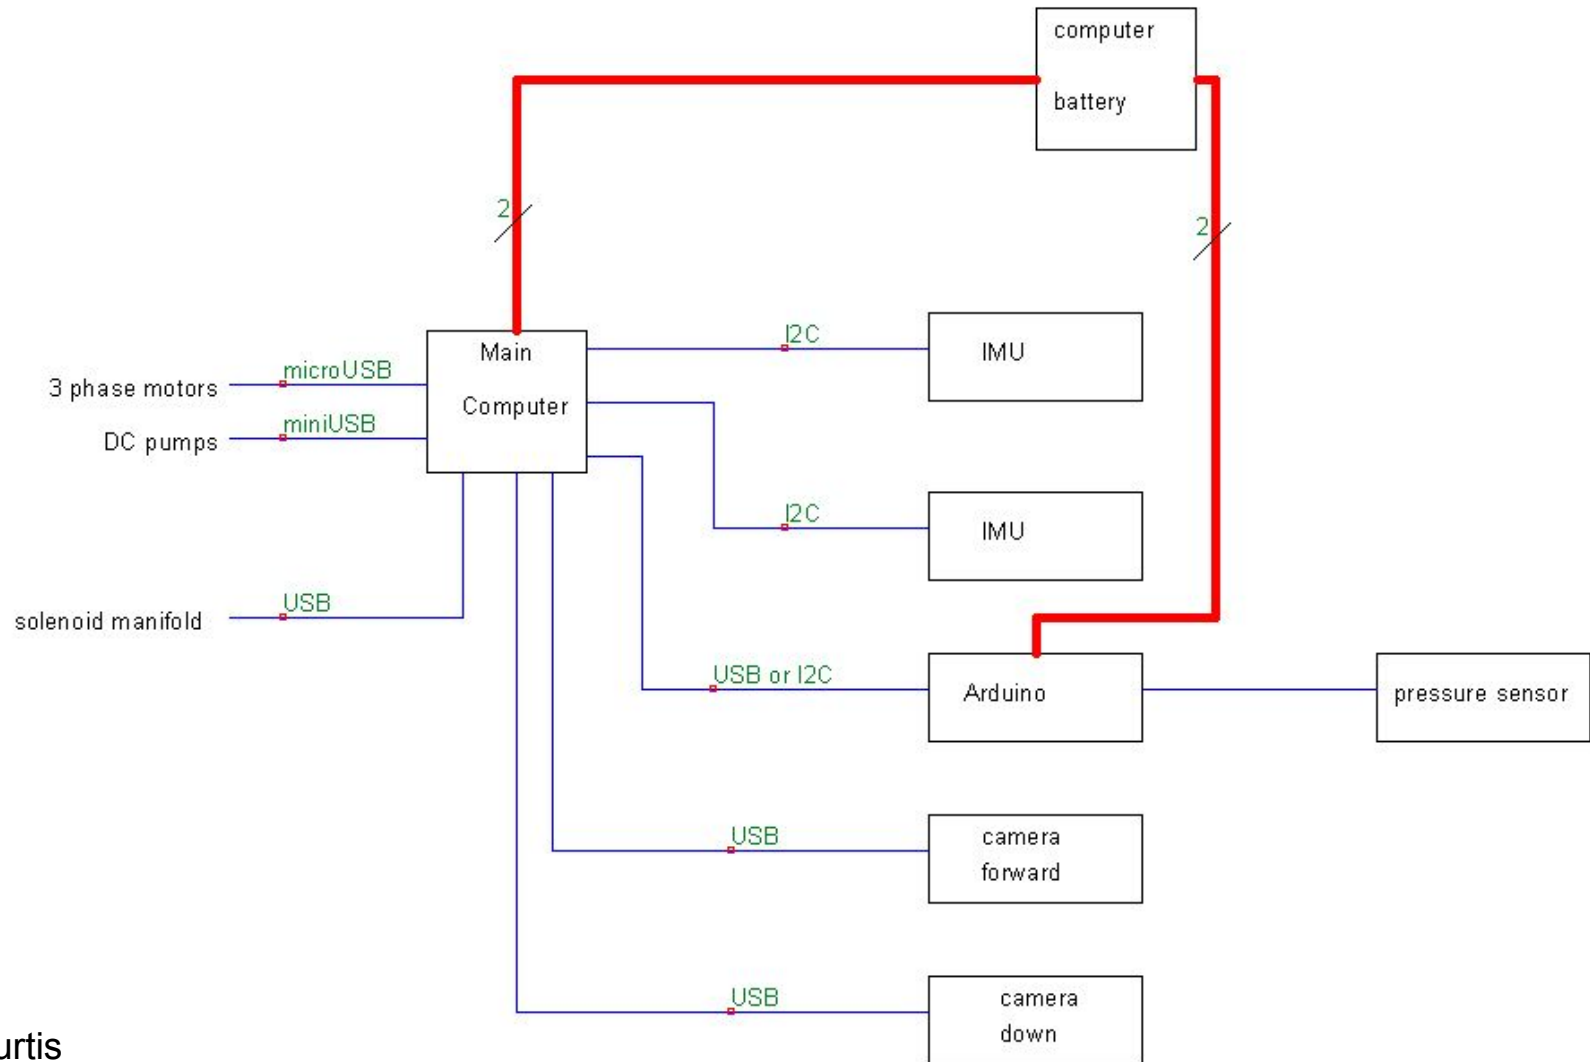 computer
battery
2
2
I2C
Main
IMU
microUSB
3 phase motors
Computer
miniUSB
DC pumps
I2C
IMU
USB
solenoid manifold
USB or I2C
Arduino
pressure sensor
USB
camera
forward
USB
camera
down
urtis